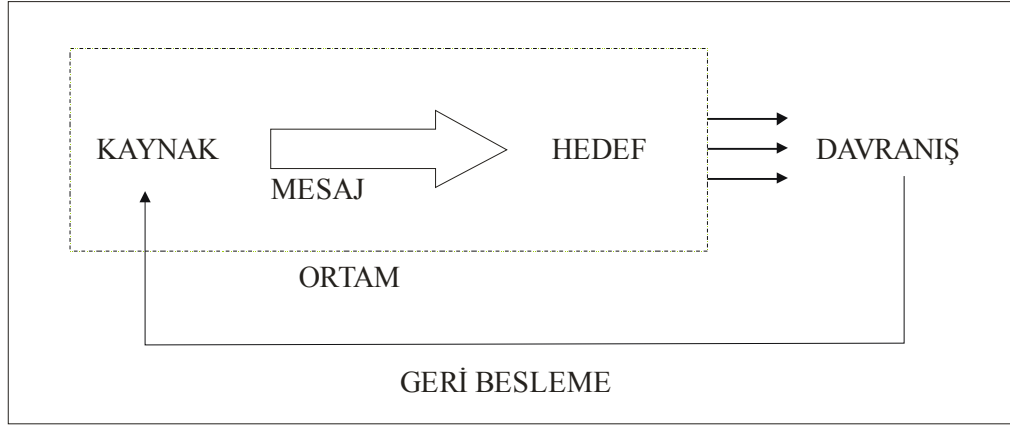 KAYNAK
MESAJ
HEDEF
DAVRANIŞ
ORTAM
GERİ BESLEME